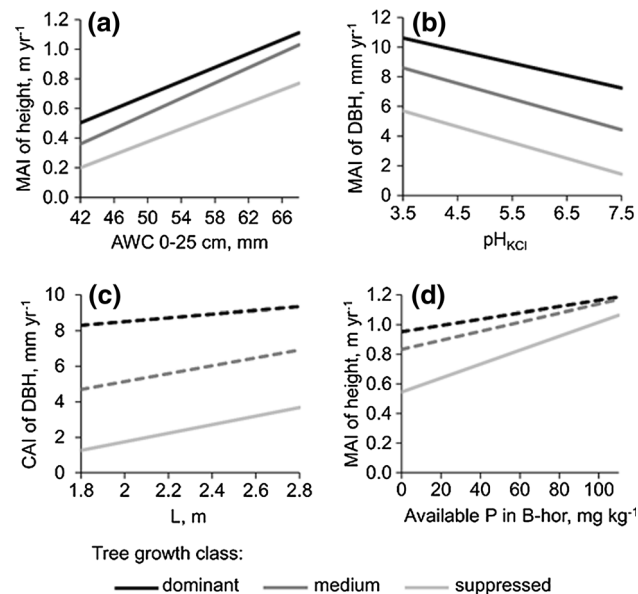 (a)
MAI of height, m yr-1
1.2
1.0
0.8
0.6
0.4
0.2
0.0
42 46 50 54 58 62 66
AWC 0-25 cm, mm
(b)
MAI of DBH, mm yr-1
12
10
8
6
4
2
0
3.5 4.5 5.5 6.5 7.5
pHKCl
(c)
CAI of DBH, mm yr-1
10
8
6
4
2
0
1.8 2 2.2 2.4 2.6 2.8
L, m
(d)
MAI of height, m yr-1
1.2
1.0
0.8
0.6
0.4
0.2
0.0
0 20 40 60 80 100
Available P in B-hor, mg kg-1
Tree growth class:
dominant medium suppressed